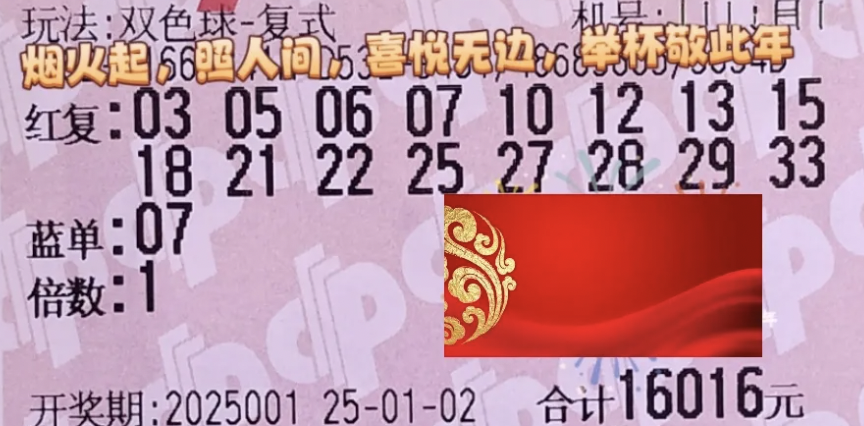 玩法:双色球-复式
机号:
烟火起，照人间，喜悦无边，举杯敬此年
红复:03 05 06 07 10 12 13 15
18 21 22 25 27 28 29 33
蓝单:07
倍数:1
开奖期:2025001 25-01-02 合计16016元